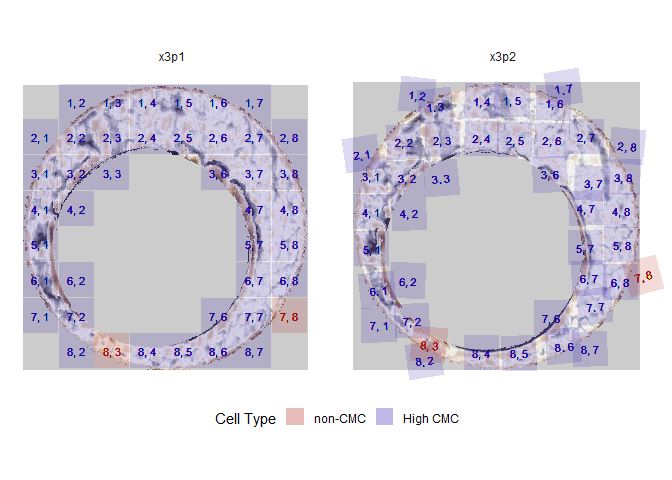 x3p1
1, 2 1, 3 1, 4 1, 5 1, 6 1, 7
2, 1 2, 2 2, 3 2, 4 2, 5 2, 6 2, 7 2, 8
3, 1 3, 2 3, 3 3, 6 3, 7 3, 8
4, 1 4, 2 4, 7 4, 8
5, 1 5, 7 5, 8
6, 1 6, 2 6, 7 6, 8
7, 1 7, 2 7, 6 7, 7 7, 8
8, 2 8, 3 8, 4 8, 5 8, 6 8, 7
x3p2
1, 2 1, 3 1, 4 1, 5 1, 6 1, 7
2, 1 2, 2 2, 3 2, 4 2, 5 2, 6 2, 7 2, 8
3, 1 3, 2 3, 3 3, 6 3, 7 3, 8
4, 1 4, 2 4, 7 4, 8
5, 1 5, 7 5, 8
6, 1 6, 2 6, 7 6, 8 7, 8
7, 1 7, 2 7, 6 7, 7
8, 2 8, 3 8, 4 8, 5 8, 6 8, 7
Cell Type non-CMC High CMC